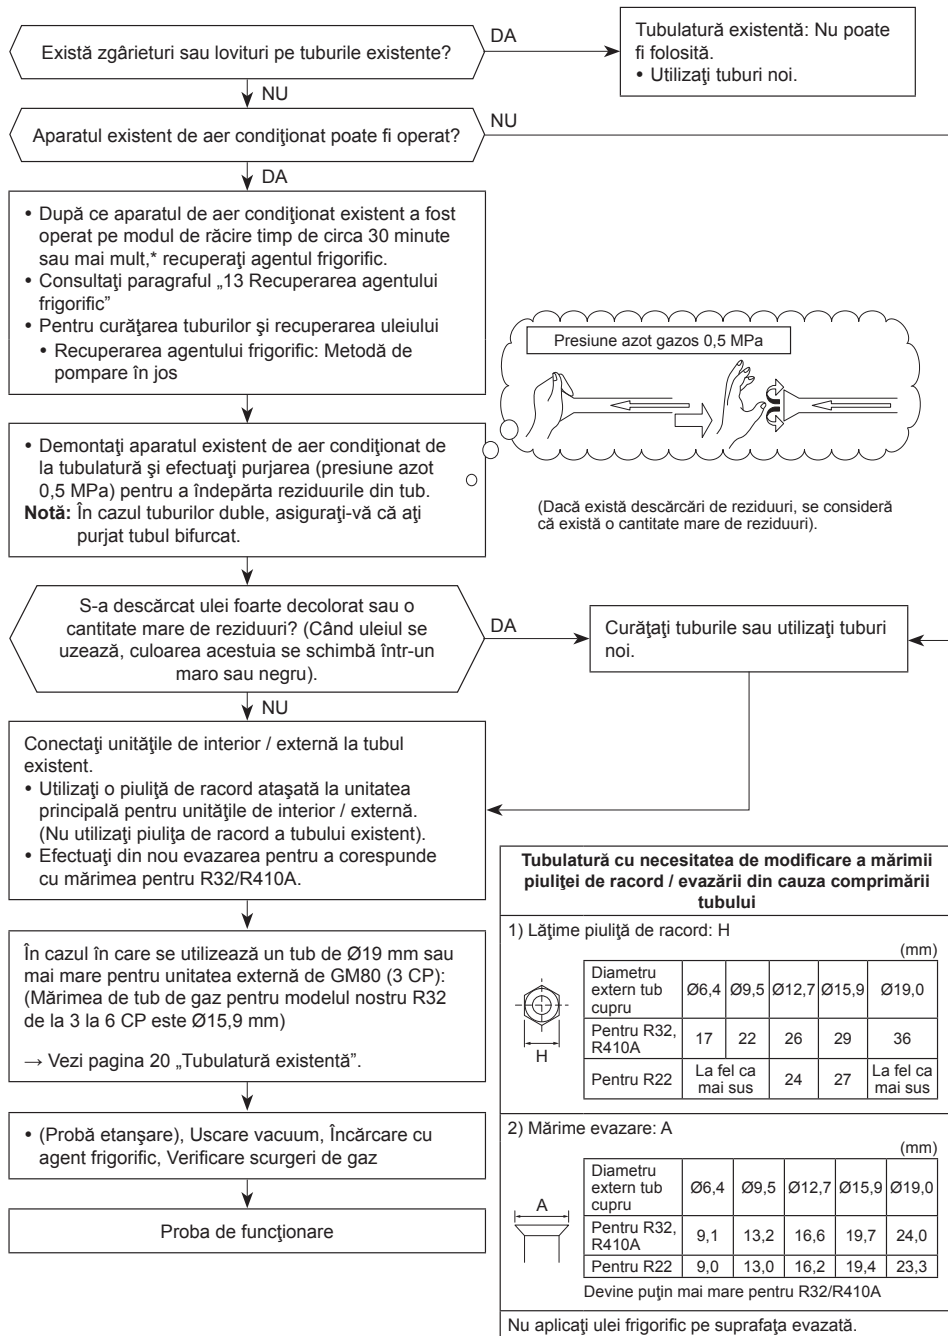 Există zgârieturi sau lovituri pe tuburile existente?
DA
Tubulatură existentă: Nu poate
fi folosită.
• Utilizaţi tuburi noi.
NU
Aparatul existent de aer condiţionat poate fi operat?
NU
DA
• După ce aparatul de aer condiţionat existent a fost
operat pe modul de răcire timp de circa 30 minute
sau mai mult,* recuperaţi agentul frigorific.
• Consultaţi paragraful „13 Recuperarea agentului
frigorific”
• Pentru curăţarea tuburilor şi recuperarea uleiului
• Recuperarea agentului frigorific: Metodă de
pompare în jos
Presiune azot gazos 0,5 MPa
• Demontaţi aparatul existent de aer condiţionat de
la tubulatură şi efectuaţi purjarea (presiune azot
0,5 MPa) pentru a îndepărta reziduurile din tub.
Notă: În cazul tuburilor duble, asiguraţi-vă că aţi
purjat tubul bifurcat.
(Dacă există descărcări de reziduuri, se consideră
că există o cantitate mare de reziduuri).
S-a descărcat ulei foarte decolorat sau o
cantitate mare de reziduuri? (Când uleiul se
uzează, culoarea acestuia se schimbă într-un
maro sau negru).
DA
Curăţaţi tuburile sau utilizaţi tuburi
noi.
NU
Conectaţi unităţile de interior / externă la tubul
existent.
• Utilizaţi o piuliţă de racord ataşată la unitatea
principală pentru unităţile de interior / externă.
(Nu utilizaţi piuliţa de racord a tubului existent).
• Efectuaţi din nou evazarea pentru a corespunde
cu mărimea pentru R32/R410A.
În cazul în care se utilizează un tub de Ø19 mm sau
mai mare pentru unitatea externă de GM80 (3 CP):
(Mărimea de tub de gaz pentru modelul nostru R32
de la 3 la 6 CP este Ø15,9 mm)
→ Vezi pagina 20 „Tubulatură existentă”.
• (Probă etanşare), Uscare vacuum, Încărcare cu
agent frigorific, Verificare scurgeri de gaz
Proba de funcţionare
Tubulatură cu necesitatea de modificare a mărimii
piuliţei de racord / evazării din cauza comprimării
tubului
1) Lăţime piuliţă de racord: H
(mm)
H
Diametru
extern tub
cupru
Ø6,4 Ø9,5 Ø12,7 Ø15,9 Ø19,0
Pentru R32,
R410A
17 22 26 29 36
Pentru R22
La fel ca
mai sus
24 27
La fel ca
mai sus
2) Mărime evazare: A
(mm)
A
Diametru
extern tub
cupru
Ø6,4 Ø9,5 Ø12,7 Ø15,9 Ø19,0
Pentru R32,
R410A
9,1 13,2 16,6 19,7 24,0
Pentru R22 9,0 13,0 16,2 19,4 23,3
Devine puţin mai mare pentru R32/R410A
Nu aplicaţi ulei frigorific pe suprafaţa evazată.